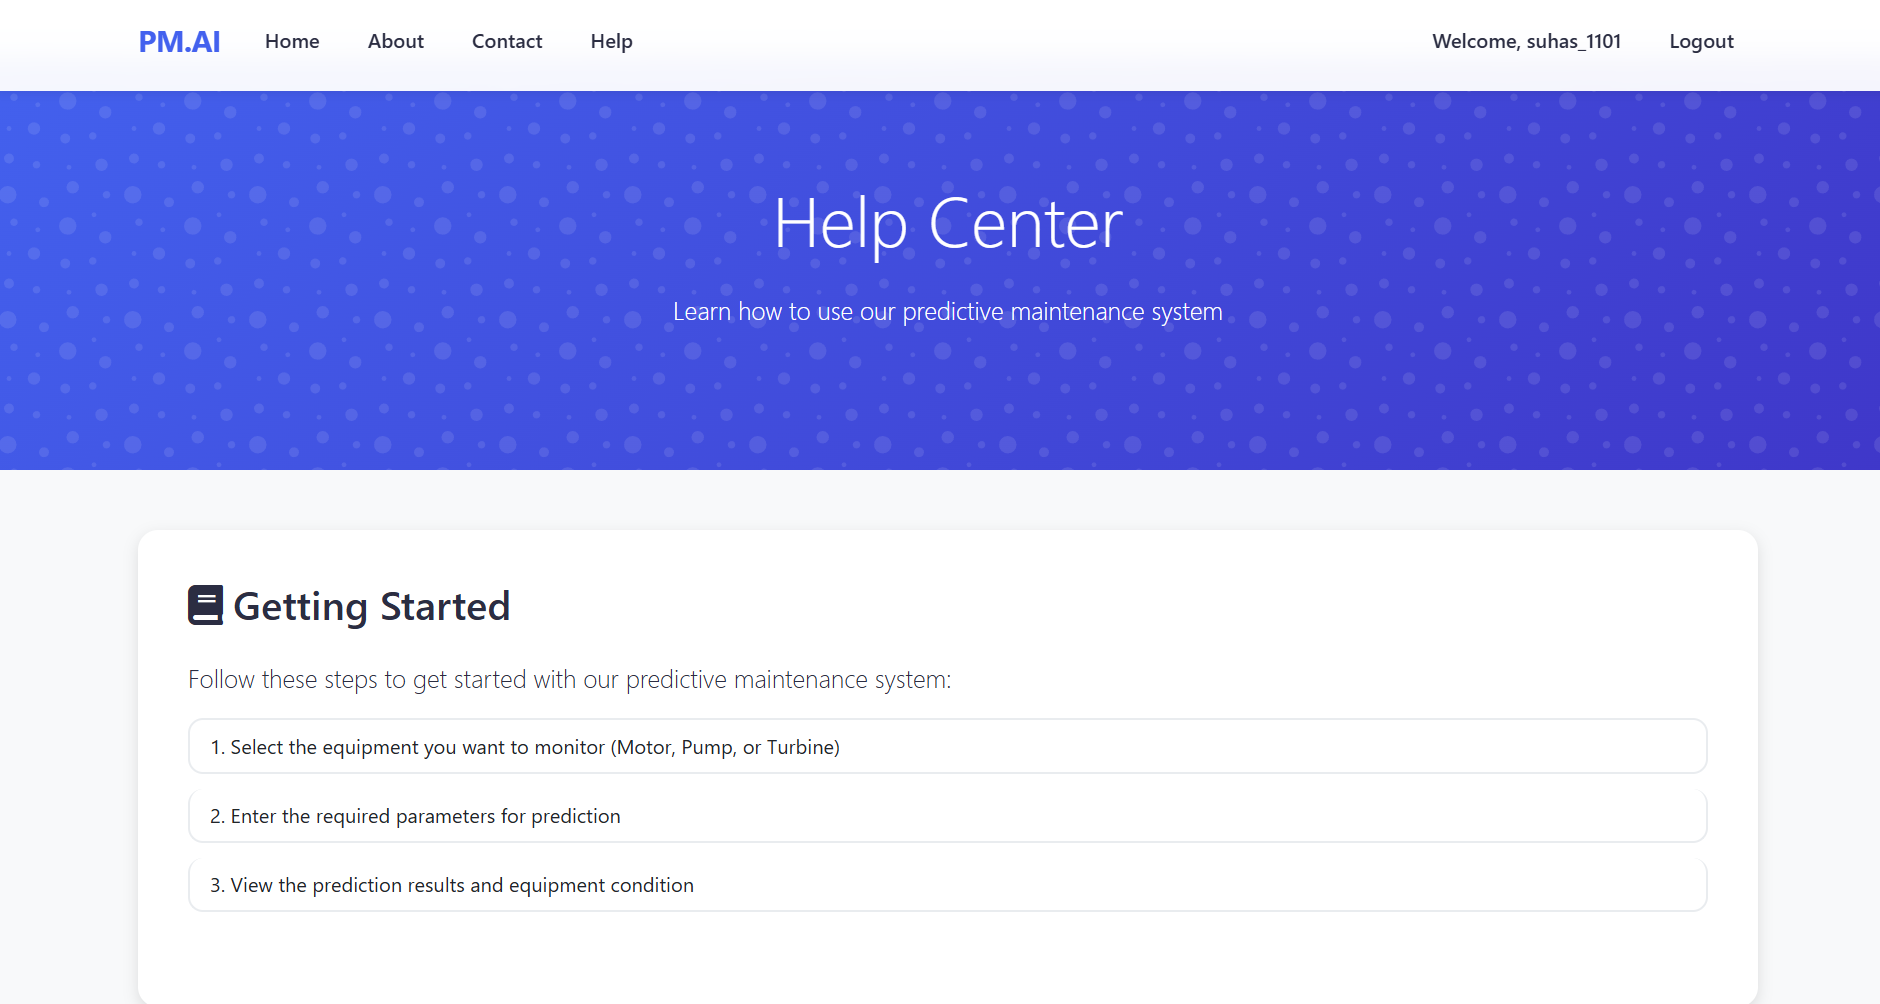 PM.AI Home About Contact Help Welcome, suhas_1101 Logout
Help Center
Learn how to use our predictive maintenance system
Getting Started
Follow these steps to get started with our predictive maintenance system:
1. Select the equipment you want to monitor (Motor, Pump, or Turbine)
2. Enter the required parameters for prediction
3. View the prediction results and equipment condition